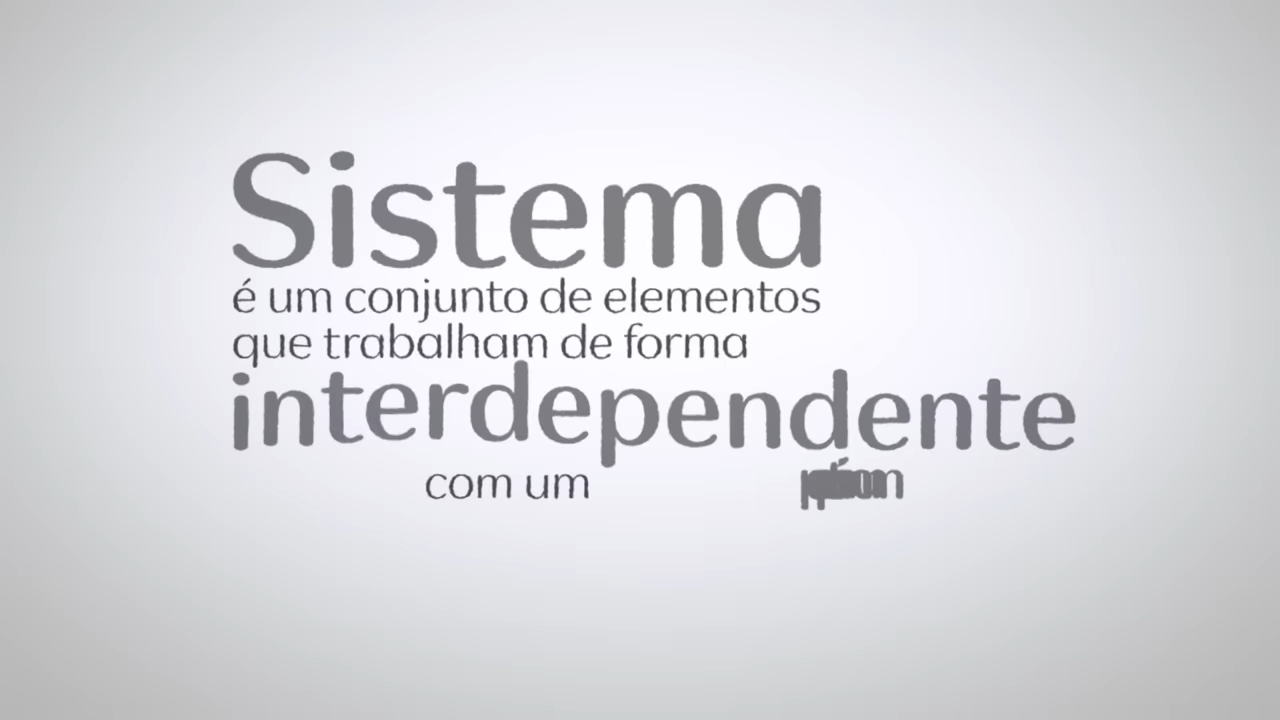 Sistema
é um conjunto de elementos
que trabalham de forma
interdependente
com um